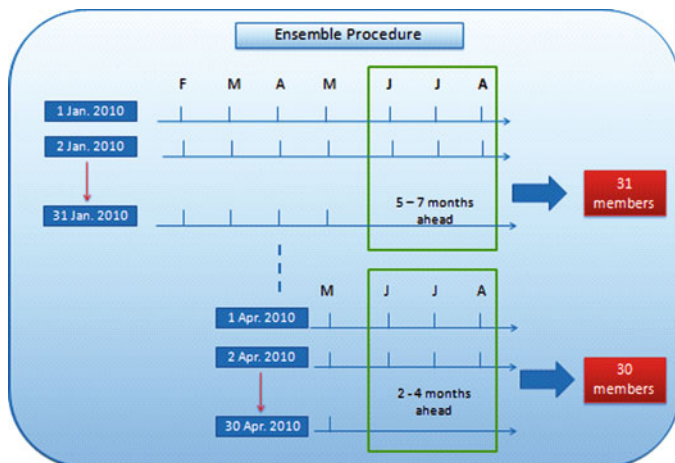 Ensemble Procedure
F M A M J J A
1 Jan. 2010
2 Jan. 2010
31 Jan. 2010
5 – 7 months
ahead
31
members
M J J A
1 Apr. 2010
2 Apr. 2010
30 Apr. 2010
2 - 4 months
ahead
30
members